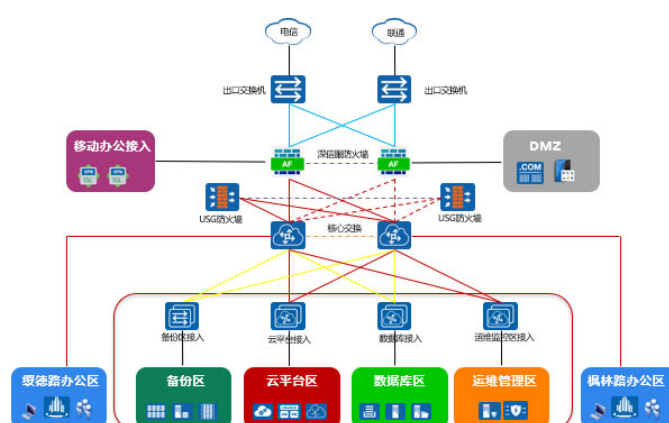 电信
联通
出口交换机
出口交换机
移动办公接入
VPN
SSL
VPN
SSL
深信服防火墙
AF
AF
DMZ
.COM
USG防火墙
USG防火墙
核心交换
备份区接入
云平台接入
数据库接入
运维监控区接入
绥德路办公区
备份区
云平台区
数据库区
运维管理区
枫林路办公区